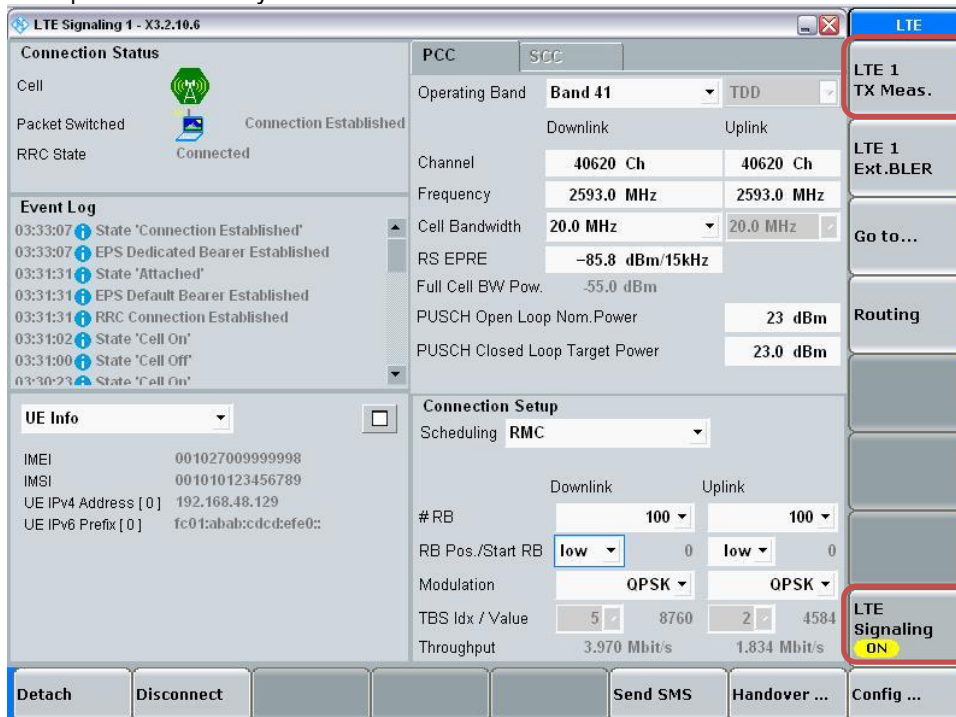 LTE Signaling 1 - X3.2.10.6
LTE
Connection Status
Cell
Packet Switched Connection Established
RRC State Connected
Event Log
03:33:07 State 'Connection Established'
03:33:07 EPS Dedicated Bearer Established
03:31:31 State 'Attached'
03:31:31 EPS Default Bearer Established
03:31:31 RRC Connection Established
03:31:02 State 'Cell On'
03:31:00 State 'Cell Off'
03:30:23 State 'Cell On'
UE Info
IMEI 001027009999998
IMSI 001010123456789
UE IPv4 Address [ 0 ] 192.168.48.129
UE IPv6 Prefix [ 0 ] fc01:abab:cdcd:efe0::
PCC SCC
Operating Band Band 41 TDD
Downlink Uplink
Channel 40620 Ch 40620 Ch
Frequency 2593.0 MHz 2593.0 MHz
Cell Bandwidth 20.0 MHz 20.0 MHz
RS EPRE −85.8 dBm/15kHz
Full Cell BW Pow. -55.0 dBm
PUSCH Open Loop Nom.Power 23 dBm
PUSCH Closed Loop Target Power 23.0 dBm
Connection Setup
Scheduling RMC
Downlink Uplink
# RB 100 100
RB Pos./Start RB low 0 low 0
Modulation QPSK QPSK
TBS Idx / Value 5 8760 2 4584
Throughput 3.970 Mbit/s 1.834 Mbit/s
LTE 1
TX Meas.
LTE 1
Ext.BLER
Go to...
Routing
LTE
Signaling
ON
Detach Disconnect Send SMS Handover ... Config ...